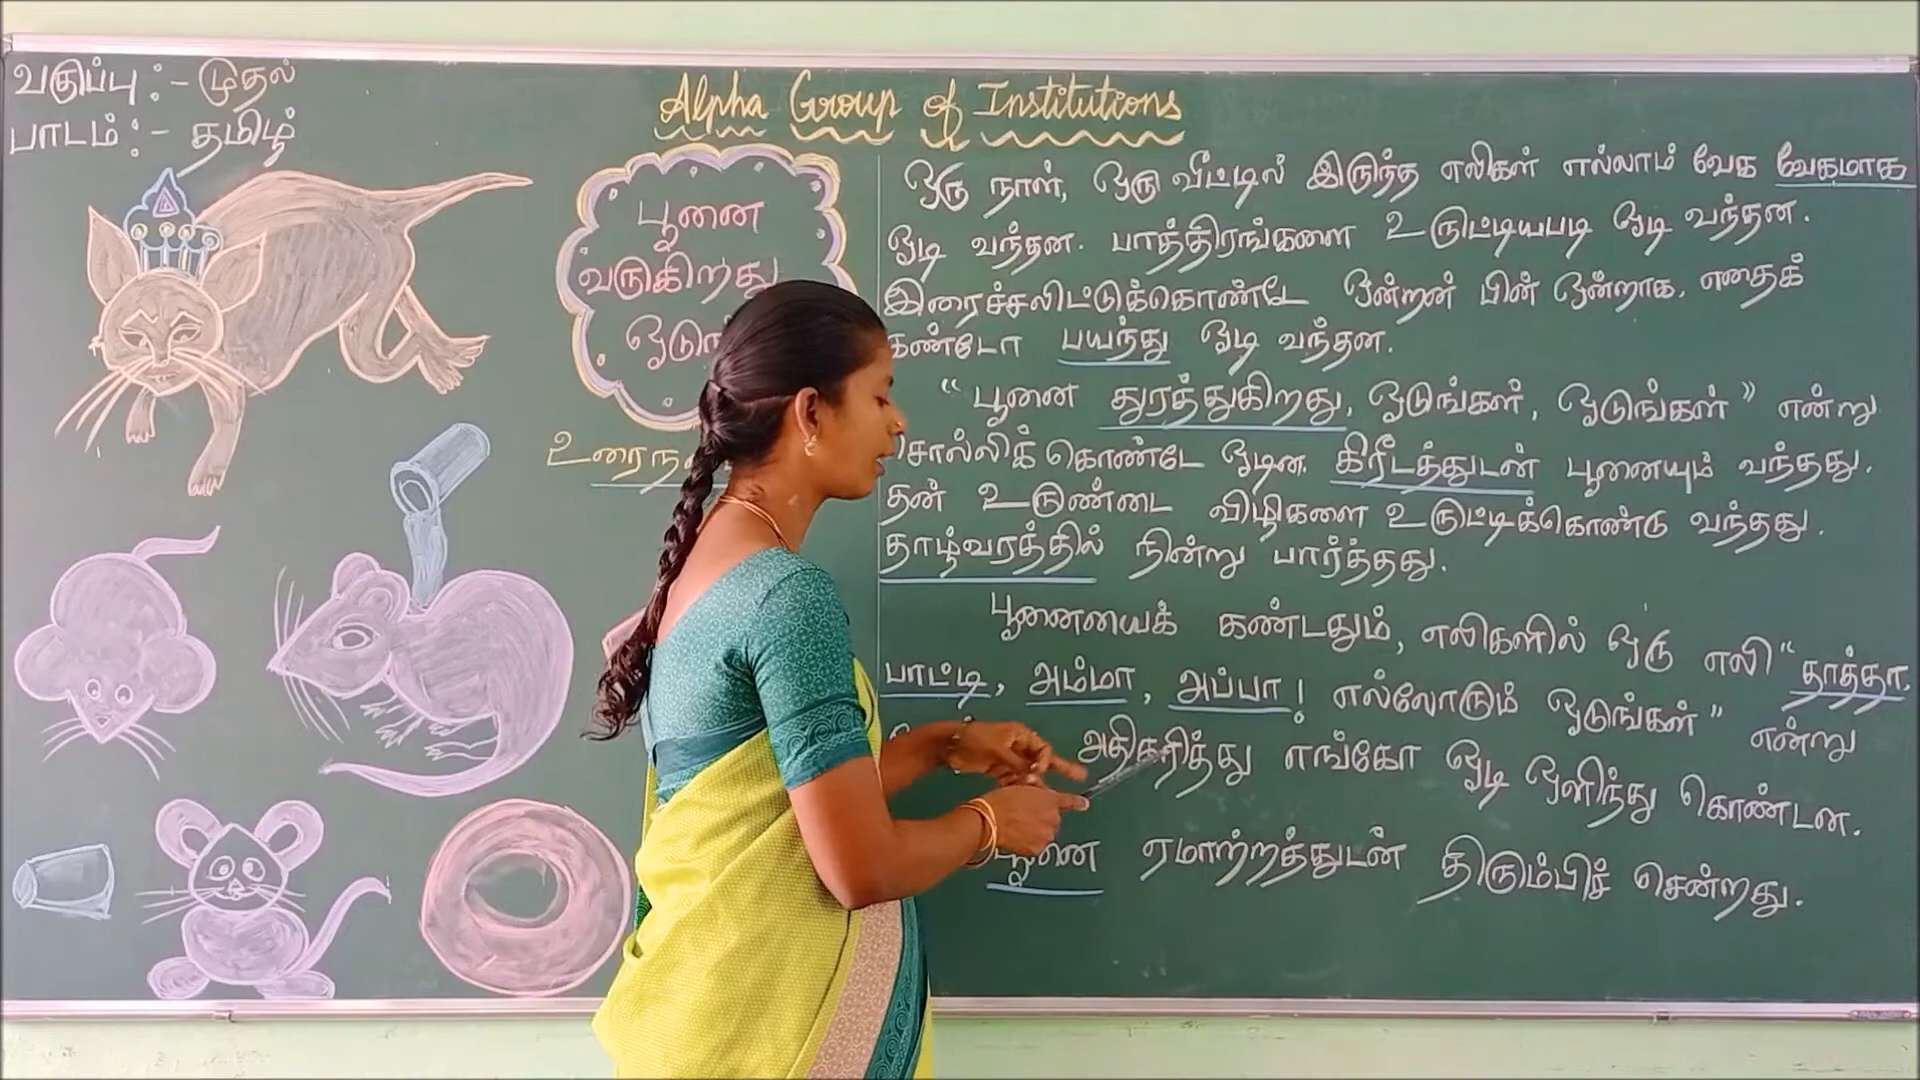 வகுப்பு :- முதல்
பாடம் :- தமிழ்
Alpha Group of Institutions
பூனை
வருகிறது
ஒரு நாள், ஒரு வீட்டில் இருந்த எலிகள் எல்லாம் வேக வேகமாக
ஓடி வந்தன. பாத்திரங்களை உருட்டியபடி ஓடி வந்தன.
இரைச்சலிட்டுக்கொண்டே ஒன்றன் பின் ஒன்றாக, எதைக்
கண்டோ பயந்து ஓடி வந்தன.
“பூனை துரத்துகிறது, ஓடுங்கள், ஓடுங்கள்” என்று
சொல்லிக் கொண்டே ஓடின. கிரீடத்துடன் பூனையும் வந்தது.
தன் உருண்டை விழிகளை உருட்டிக்கொண்டு வந்தது.
தாழ்வரத்தில் நின்று பார்த்தது.
பூனையைக் கண்டதும், எலிகளில் ஒரு எலி “தாத்தா,
பாட்டி, அம்மா, அப்பா! எல்லோரும் ஓடுங்கள்” என்று
அதிகரித்து எங்கோ ஓடி ஒளிந்து கொண்டன.
பூனை ஏமாற்றத்துடன் திரும்பிச் சென்றது.